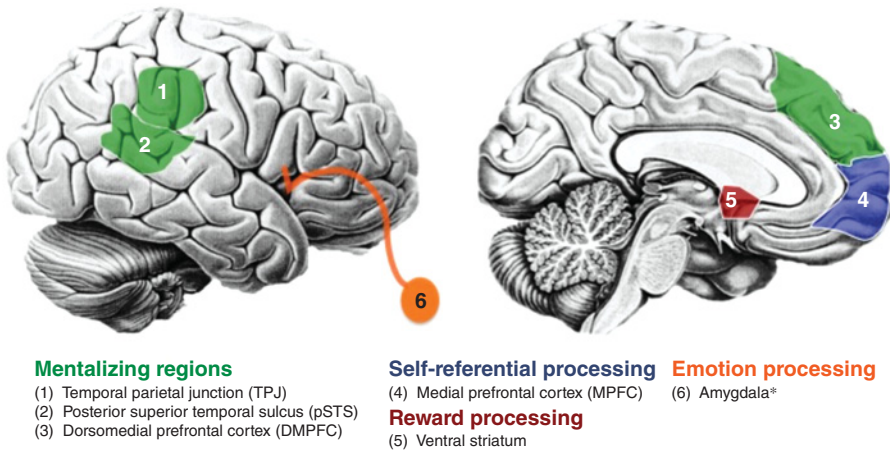 1
2
3
4
5
6
Mentalizing regions
(1) Temporal parietal junction (TPJ)
(2) Posterior superior temporal sulcus (pSTS)
(3) Dorsomedial prefrontal cortex (DMPFC)
Self-referential processing
(4) Medial prefrontal cortex (MPFC)
Reward processing
(5) Ventral striatum
Emotion processing
(6) Amygdala*